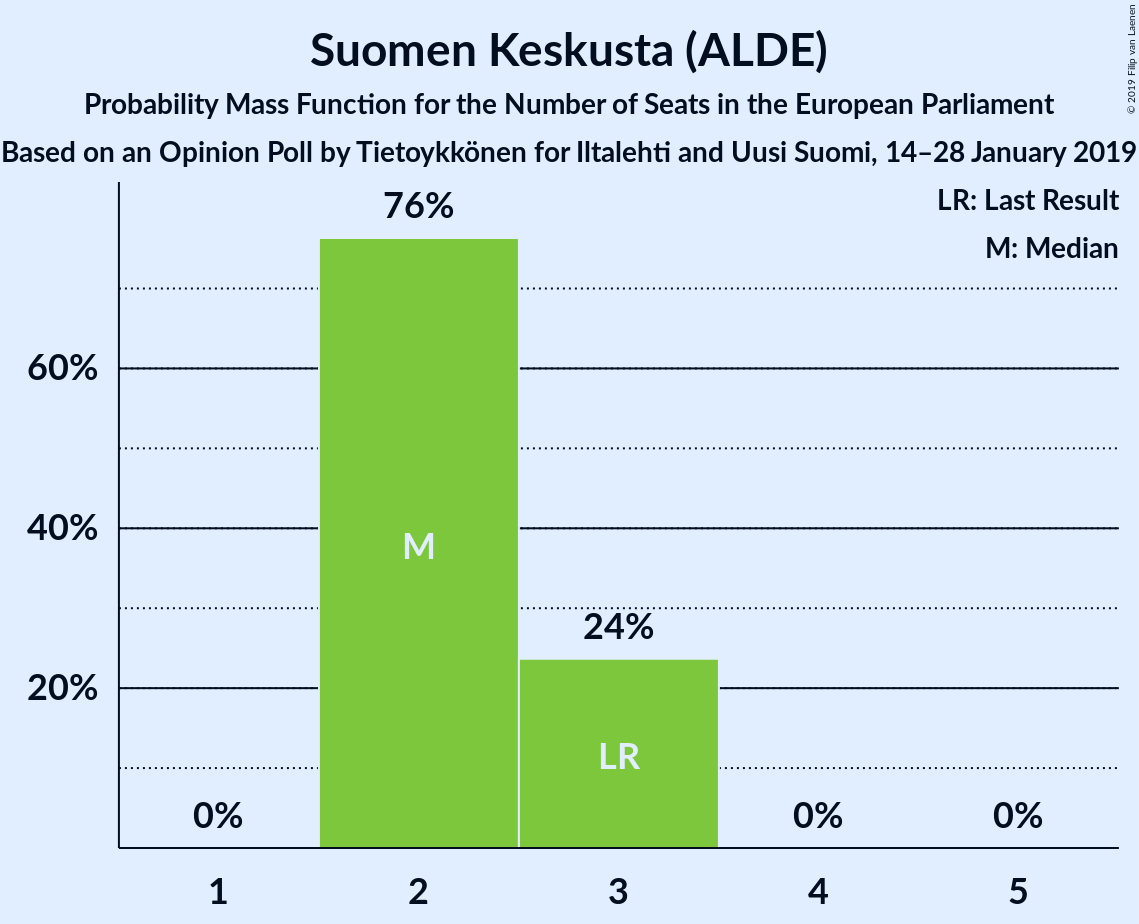 Suomen Keskusta (ALDE)
Probability Mass Function for the Number of Seats in the European Parliament
Based on an Opinion Poll by Tietoykkönen for Iltalehti and Uusi Suomi, 14–28 January 2019
© 2019 Filip van Laenen
LR: Last Result
M: Median
76%
60%
40%
M
24%
20%
LR
0%
0%
0%
1
2
3
4
5